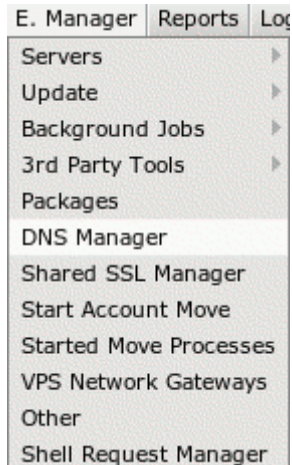 E. Manager Reports
Servers
Update
Background Jobs
3rd Party Tools
Packages
DNS Manager
Shared SSL Manager
Start Account Move
Started Move Processes
VPS Network Gateways
Other
Shell Request Manager